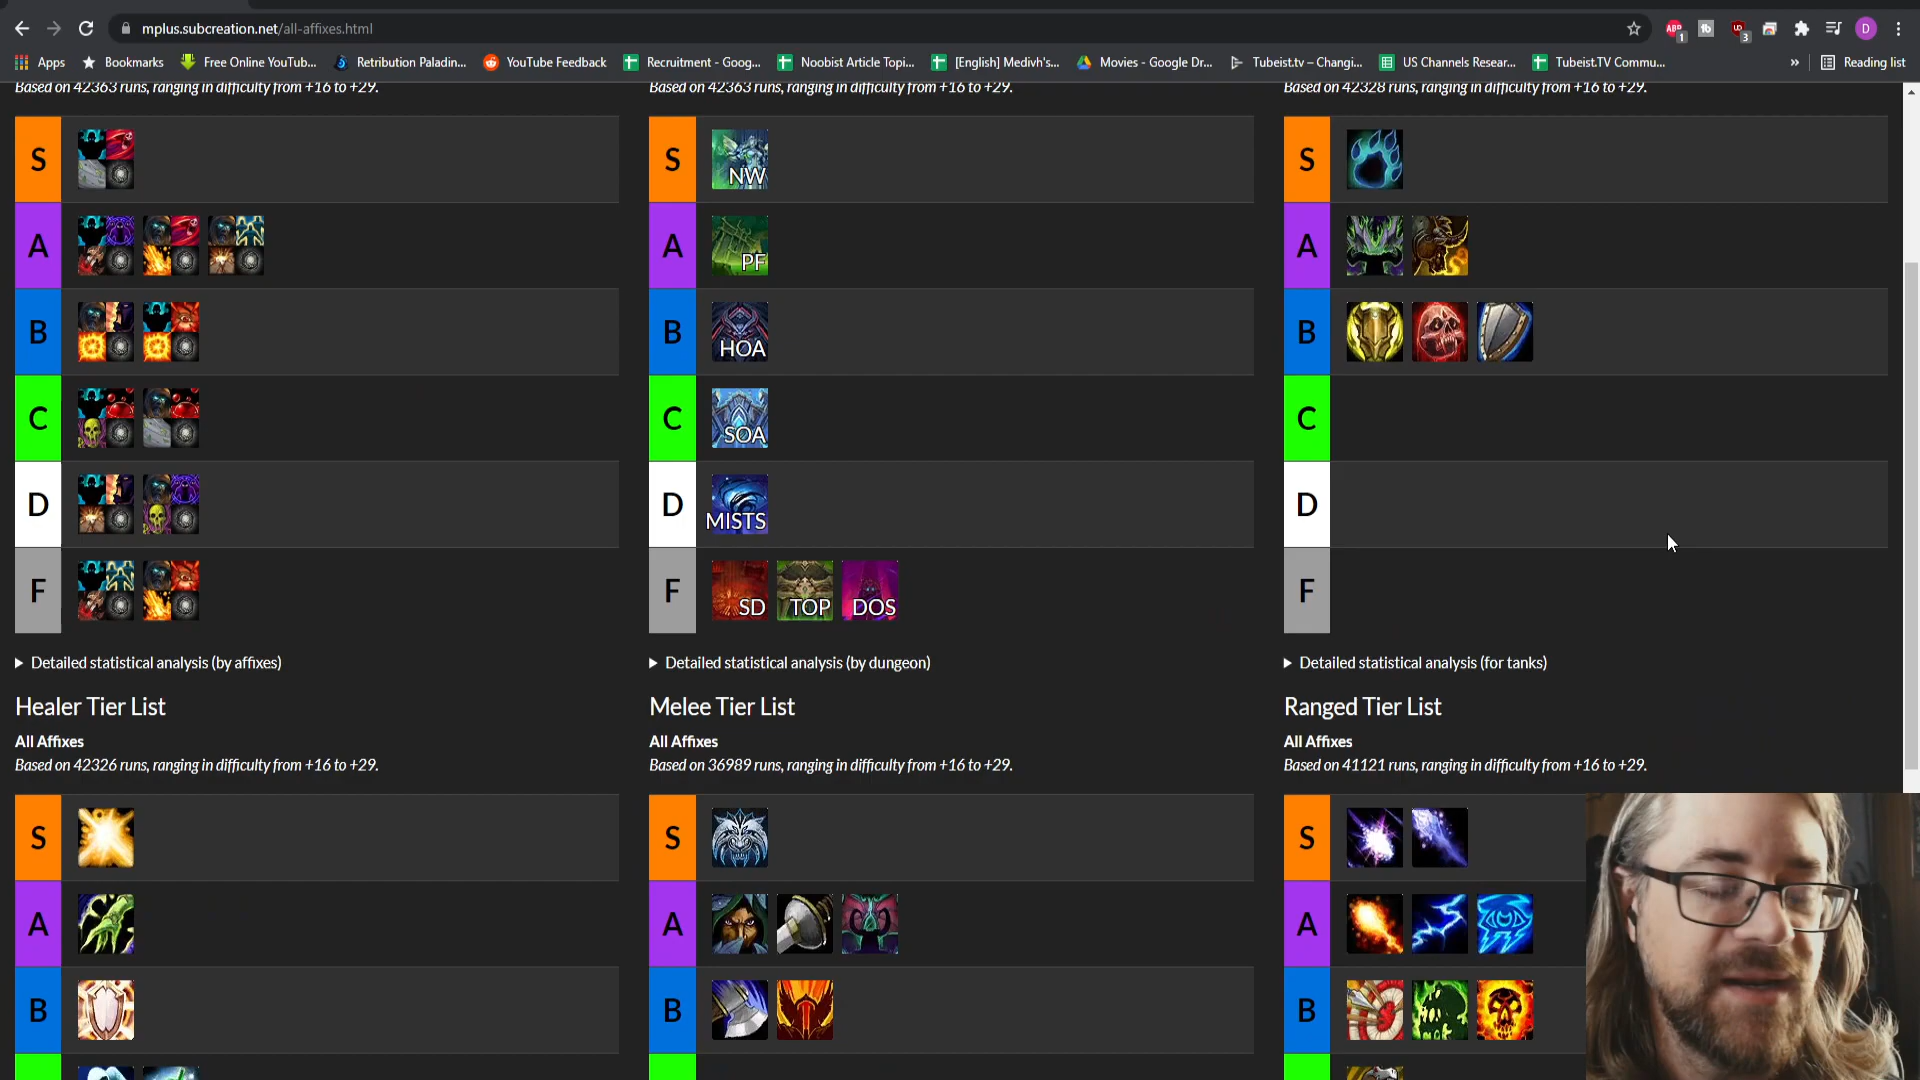 mplus.subcreation.net/all-affixes.html
ABP 1 tb 3 D
Apps Bookmarks Free Online YouTub... Retribution Paladin... YouTube Feedback Recruitment - Goog... Noobist Article Topi... [English] Medivh's... Movies - Google Dr... Tubeist.tv – Changi... US Channels Resear... Tubeist.TV Commu... » Reading list
Based on 42363 runs, ranging in difficulty from +16 to +29.
S
A
B
C
D
F
Detailed statistical analysis (by affixes)
Based on 42363 runs, ranging in difficulty from +16 to +29.
S NW
A PF
B HOA
C SOA
D MISTS
F SD TOP DOS
Detailed statistical analysis (by dungeon)
Based on 42328 runs, ranging in difficulty from +16 to +29.
S
A
B
C
D
F
Detailed statistical analysis (for tanks)
Healer Tier List
All Affixes
Based on 42326 runs, ranging in difficulty from +16 to +29.
S
A
B
Melee Tier List
All Affixes
Based on 36989 runs, ranging in difficulty from +16 to +29.
S
A
B
Ranged Tier List
All Affixes
Based on 41121 runs, ranging in difficulty from +16 to +29.
S
A
B